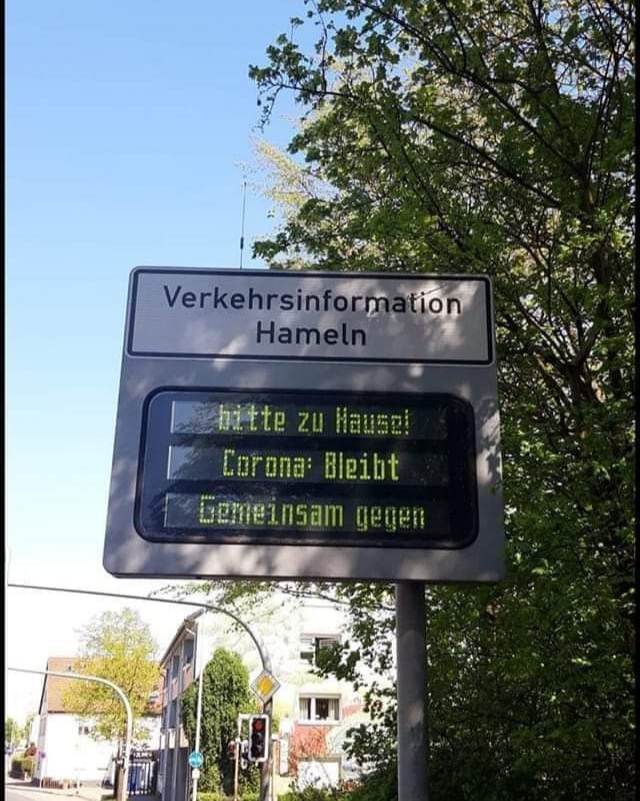 Verkehrsinformation
Hameln
bitte zu Hause!
Corona: Bleibt
Gemeinsam gegen